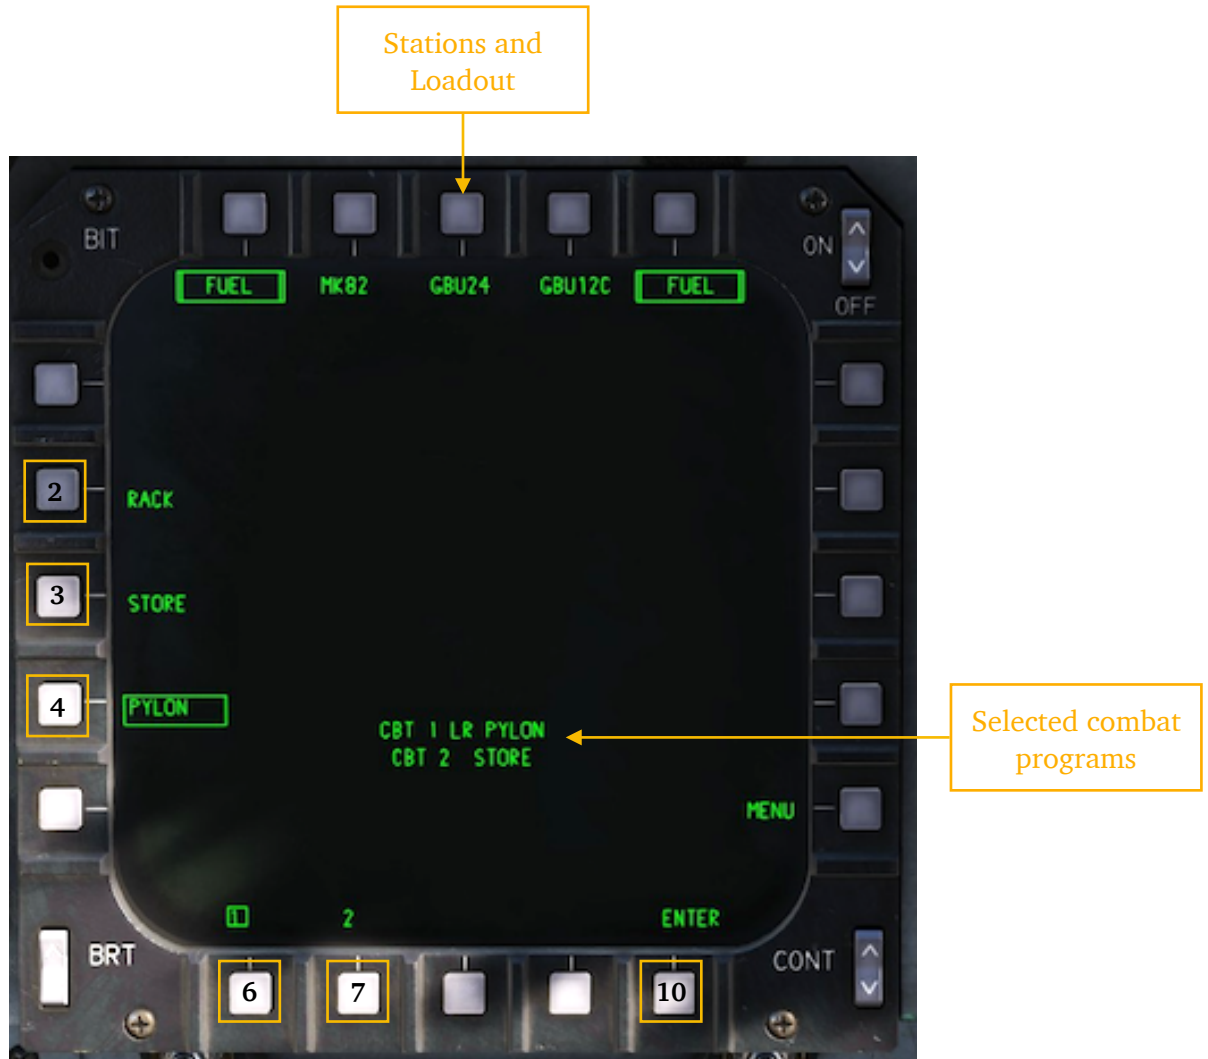 Stations and
Loadout
BIT
ON
OFF
FUEL MK82 GBU24 GBU12C FUEL
2 RACK
3 STORE
4 PYLON
CBT 1 LR PYLON
CBT 2 STORE
Selected combat
programs
MENU
1 2 ENTER
BRT
CONT
6 7 10